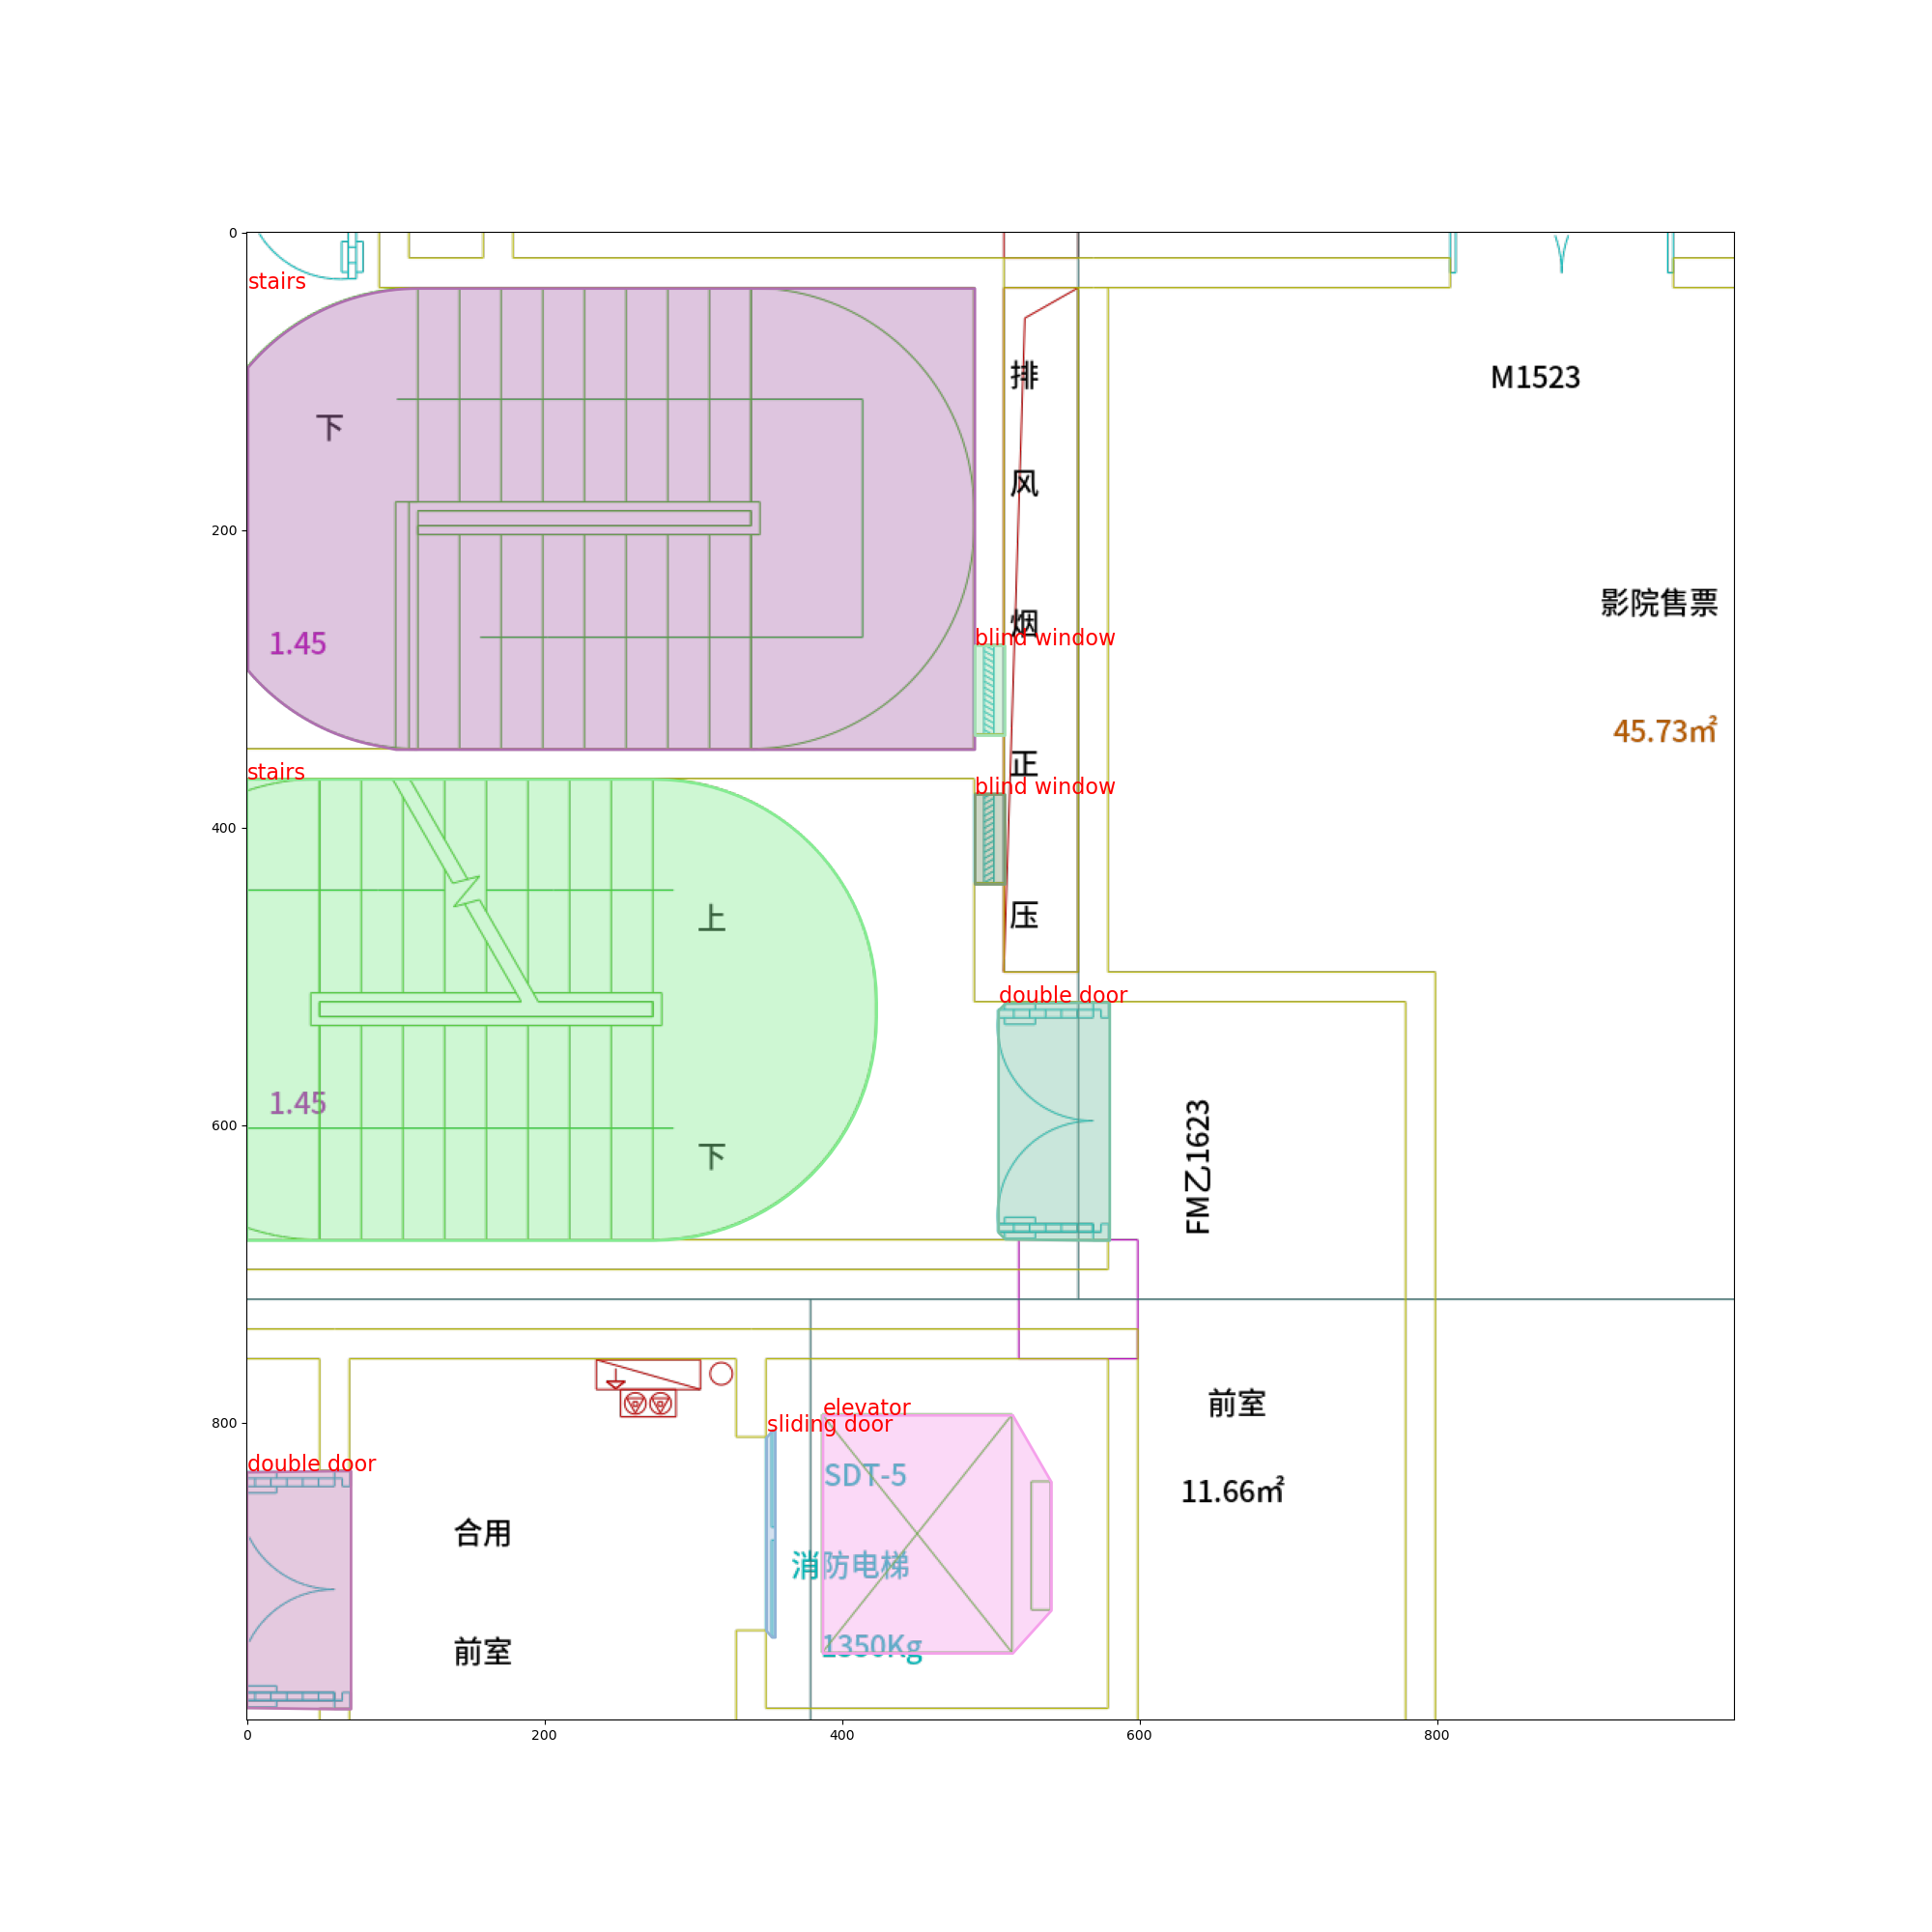 0
200
400
600
800
0
200
400
600
800
stairs
下
1.45
stairs
上
1.45
下
排
风
烟
正
压
blind window
blind window
double door
M1523
影院售票
45.73㎡
FM乙1623
前室
11.66㎡
double door
合用
前室
elevator
sliding door
SDT-5
消防电梯
1350Kg